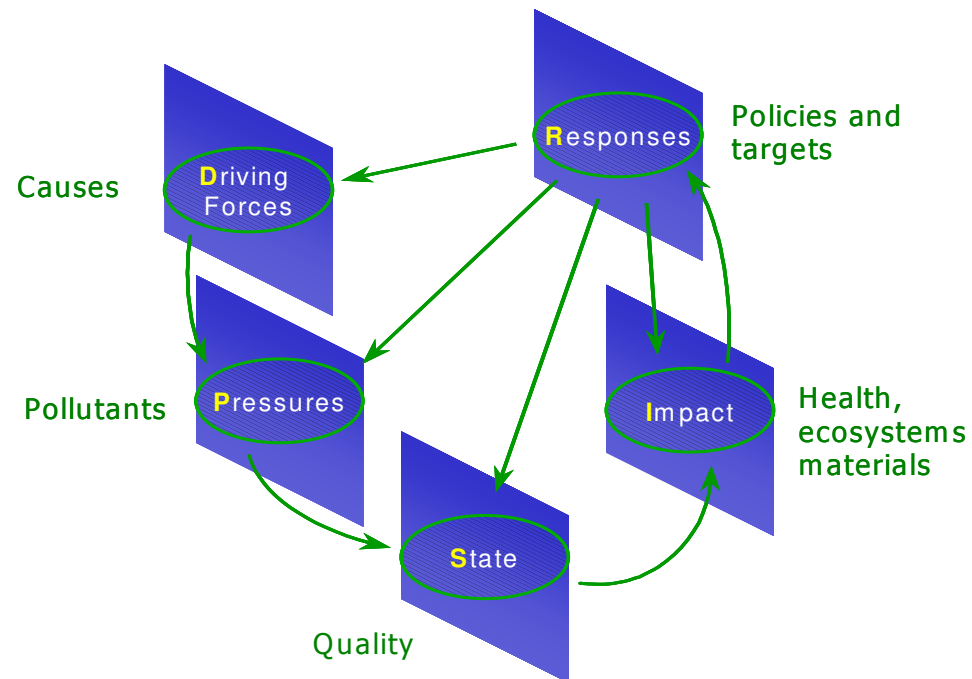 Responses
Policies and
targets
Causes
Driving
Forces
Pollutants
Pressures
Impact
Health,
ecosystems
materials
State
Quality